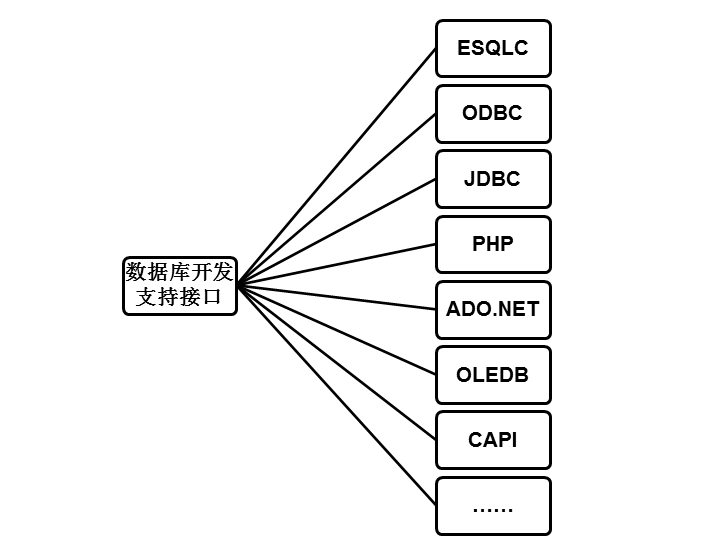 ESQLC
ODBC
JDBC
PHP
数据库开发
支持接口
ADO.NET
OLEDB
CAPI
……